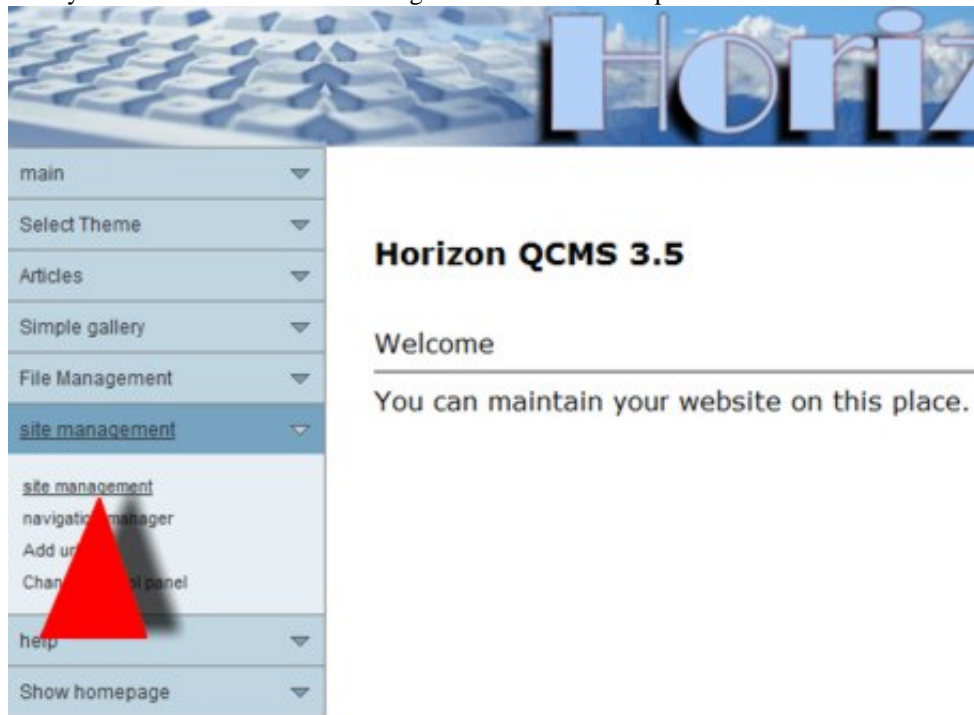 Horiz
main
Select Theme
Articles
Simple gallery
File Management
site management
site management
navigation manager
Add
panel
help
Show homepage
Horizon QCMS 3.5
Welcome
You can maintain your website on this place.